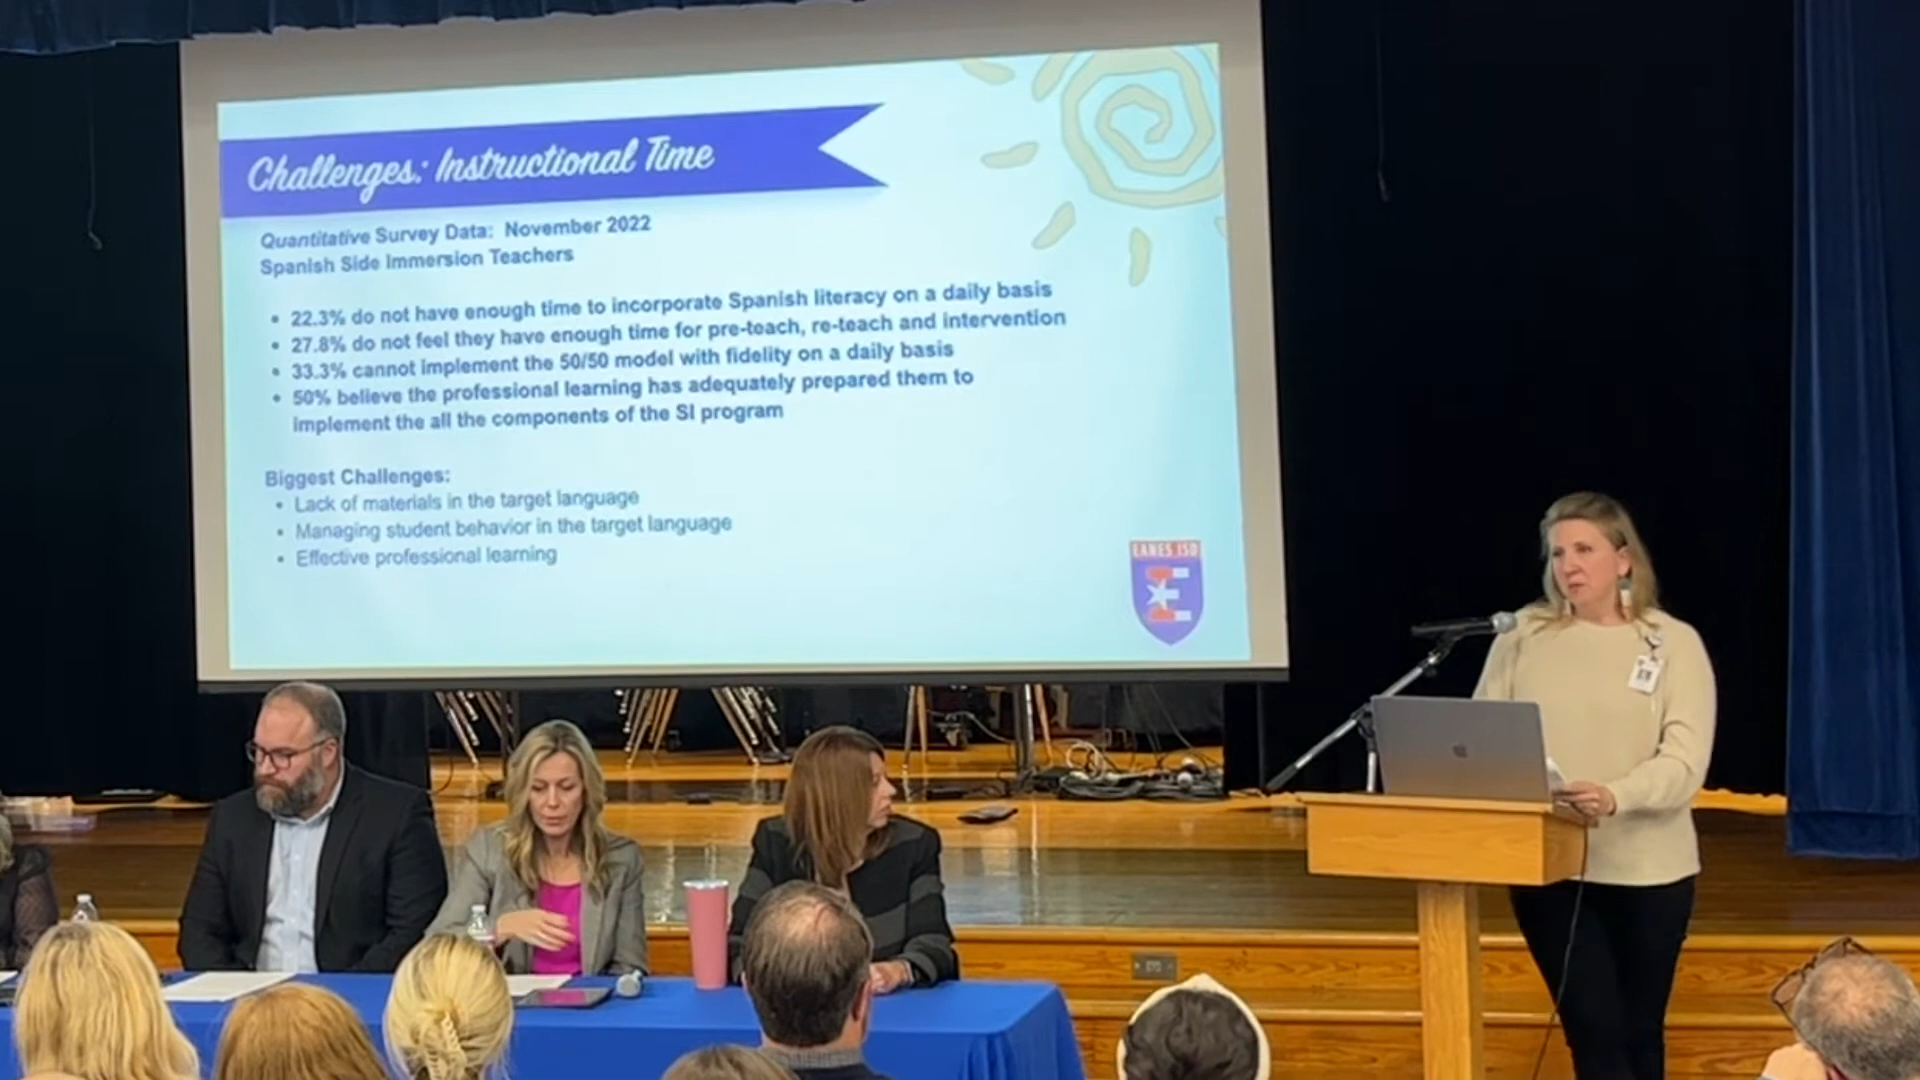 Challenges: Instructional Time
Quantitative Survey Data: November 2022
Spanish Side Immersion Teachers
• 22.3% do not have enough time to incorporate Spanish literacy on a daily basis
• 27.8% do not feel they have enough time for pre-teach, re-teach and intervention
• 33.3% cannot implement the 50/50 model with fidelity on a daily basis
• 50% believe the professional learning has adequately prepared them to
implement the all the components of the SI program
Biggest Challenges:
• Lack of materials in the target language
• Managing student behavior in the target language
• Effective professional learning
EANES ISD
E